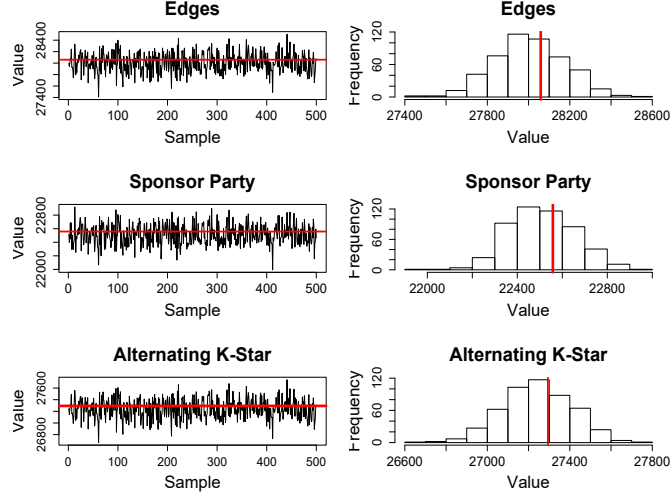 Edges
Value
27400
28400
0 100 200 300 400 500
Sample
Edges
Frequency
0 60 120
27400 27800 28200 28600
Value
Sponsor Party
Value
22000
22800
0 100 200 300 400 500
Sample
Sponsor Party
Frequency
0 60 120
22000 22400 22800
Value
Alternating K-Star
Value
26800
27600
0 100 200 300 400 500
Sample
Alternating K-Star
Frequency
0 60 120
26600 27000 27400 27800
Value